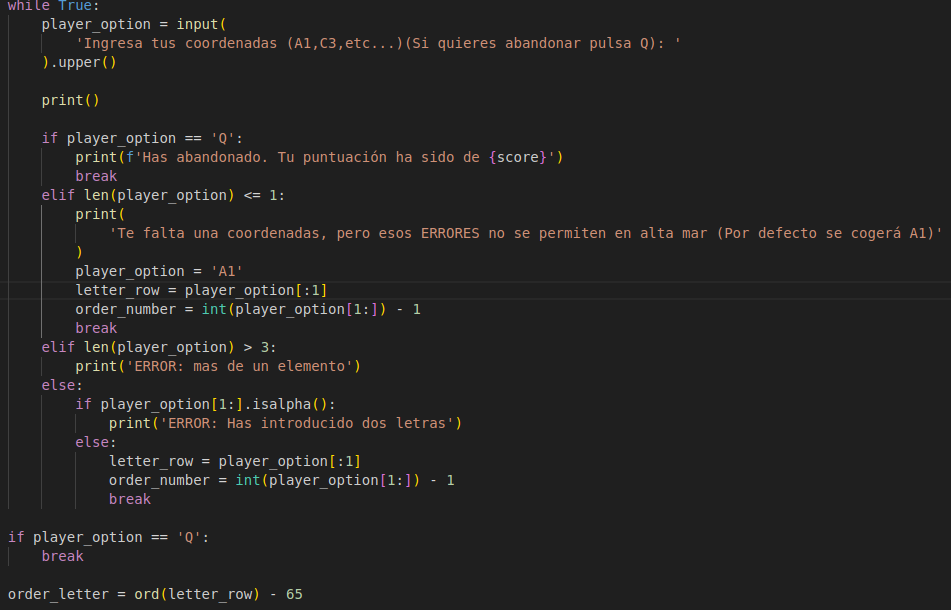 while True:
    player_option = input(
        'Ingresa tus coordenadas (A1,C3,etc...)(Si quieres abandonar pulsa Q): '
    ).upper()

    print()

    if player_option == 'Q':
        print(f'Has abandonado. Tu puntuación ha sido de {score}')
        break
    elif len(player_option) <= 1:
        print(
            'Te falta una coordenadas, pero esos ERRORES no se permiten en alta mar (Por defecto se cogerá A1)'
        )
        player_option = 'A1'
        letter_row = player_option[:1]
        order_number = int(player_option[1:]) - 1
        break
    elif len(player_option) > 3:
        print('ERROR: mas de un elemento')
    else:
        if player_option[1:].isalpha():
            print('ERROR: Has introducido dos letras')
        else:
            letter_row = player_option[:1]
            order_number = int(player_option[1:]) - 1
            break

if player_option == 'Q':
    break

order_letter = ord(letter_row) - 65